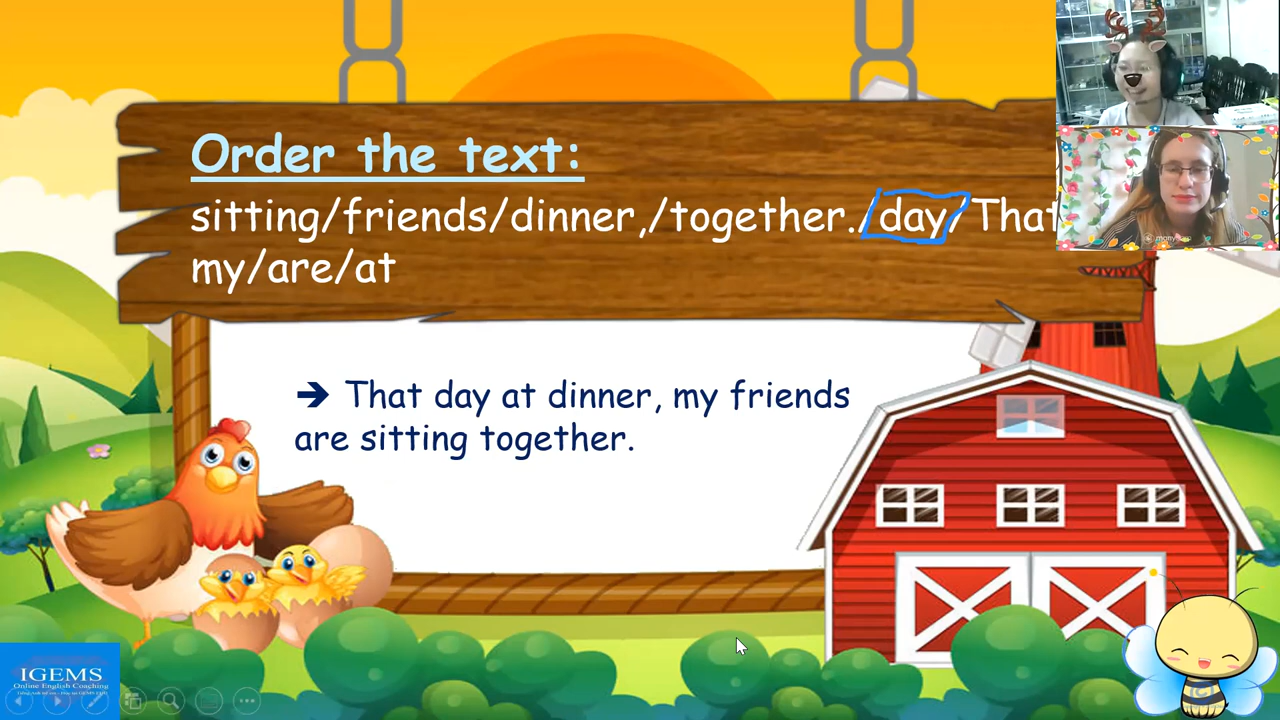 Order the text:
sitting/friends/dinner,/together./day/That
my/are/at
➔ That day at dinner, my friends
are sitting together.
IGEMS
Online English Coaching